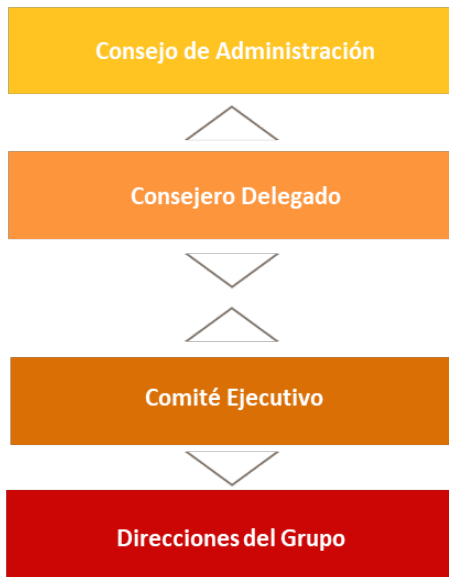 Consejo de Administración
Consejero Delegado
Comité Ejecutivo
Direcciones del Grupo